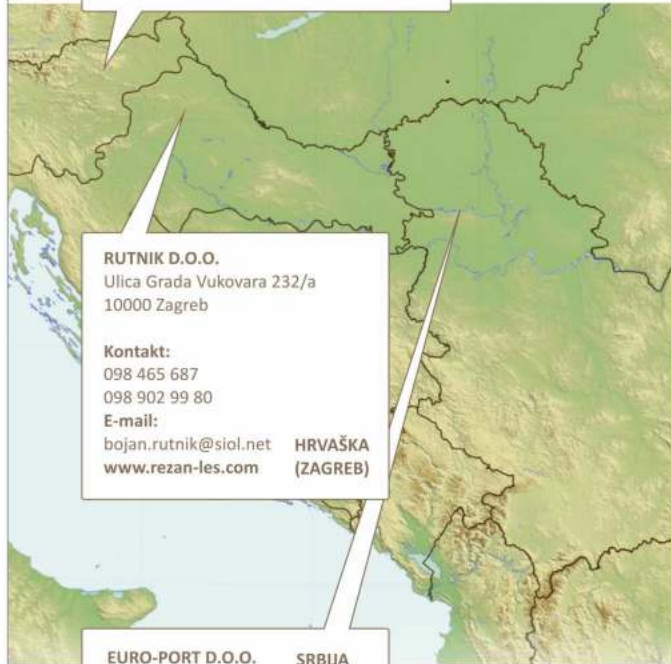 RUTNIK D.O.O.
Ulica Grada Vukovara 232/a
10000 Zagreb
Kontakt:
098 465 687
098 902 99 80
E-mail:
bojan.rutnik@siol.net HRVAŠKA
www.rezan-les.com (ZAGREB)
EURO-PORT D.O.O. SRBIJA